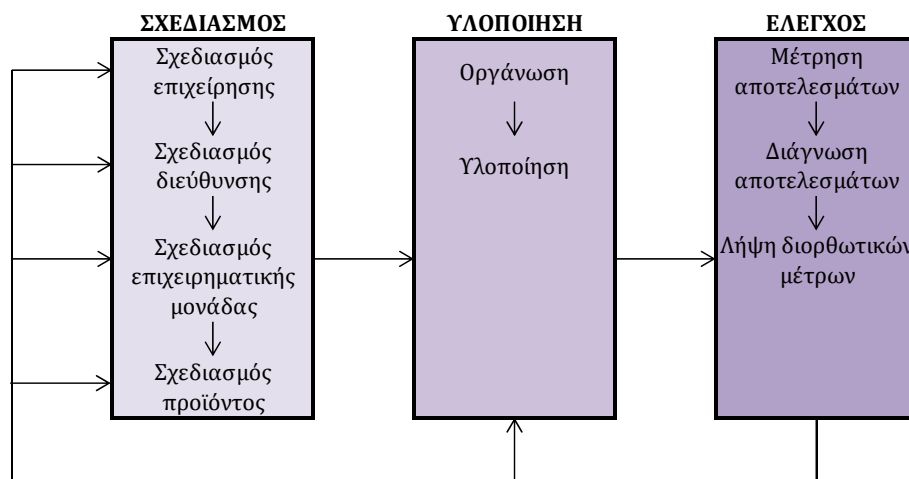 ΣΧΕΔΙΑΣΜΟΣ
Σχεδιασμός
επιχείρησης
Σχεδιασμός
διεύθυνσης
Σχεδιασμός
επιχειρηματικής
μονάδας
Σχεδιασμός
προϊόντος
ΥΛΟΠΟΙΗΣΗ
Οργάνωση
Υλοποίηση
ΕΛΕΓΧΟΣ
Μέτρηση
αποτελεσμάτων
Διάγνωση
αποτελεσμάτων
Λήψη διορθωτικών
μέτρων